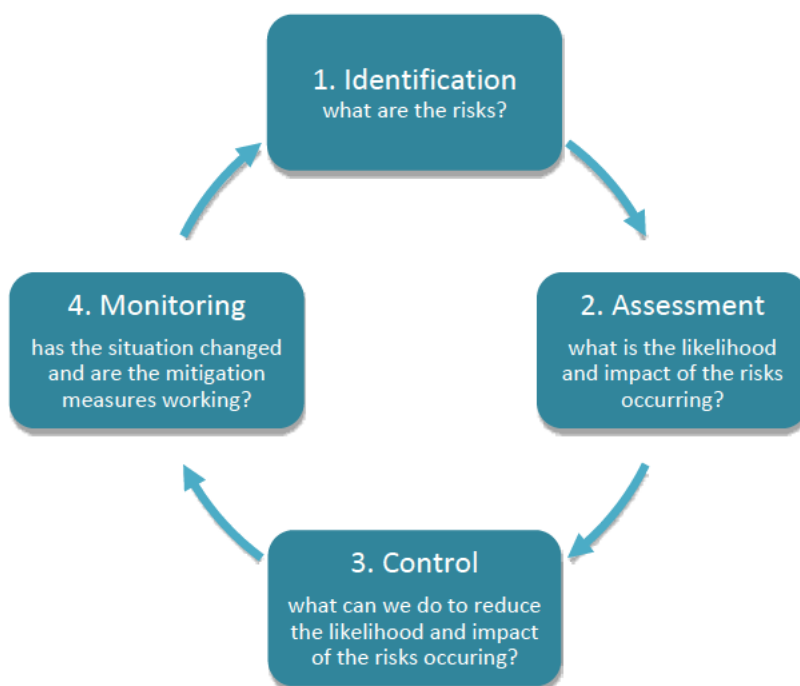 1. Identification
what are the risks?
2. Assessment
what is the likelihood
and impact of the risks
occurring?
3. Control
what can we do to reduce
the likelihood and impact
of the risks occuring?
4. Monitoring
has the situation changed
and are the mitigation
measures working?